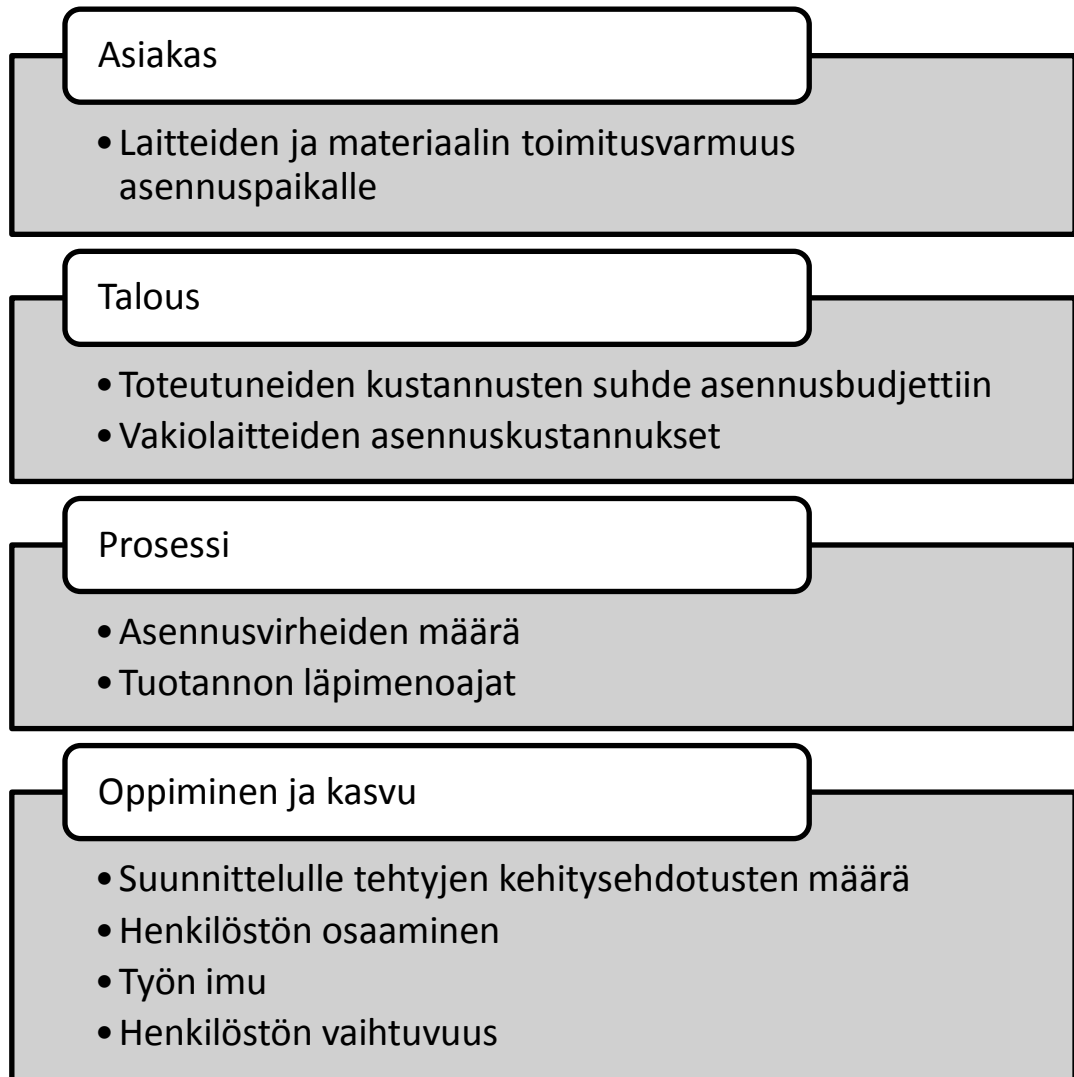 Asiakas
• Laitteiden ja materiaalin toimitusvarmuus
asennuspaikalle
Talous
• Toteutuneiden kustannusten suhde asennusbudjettiin
• Vakiolaitteiden asennuskustannukset
Prosessi
• Asennusvirheiden määrä
• Tuotannon läpimenoajat
Oppiminen ja kasvu
• Suunnittelulle tehtyjen kehitysehdotusten määrä
• Henkilöstön osaaminen
• Työn imu
• Henkilöstön vaihtuvuus